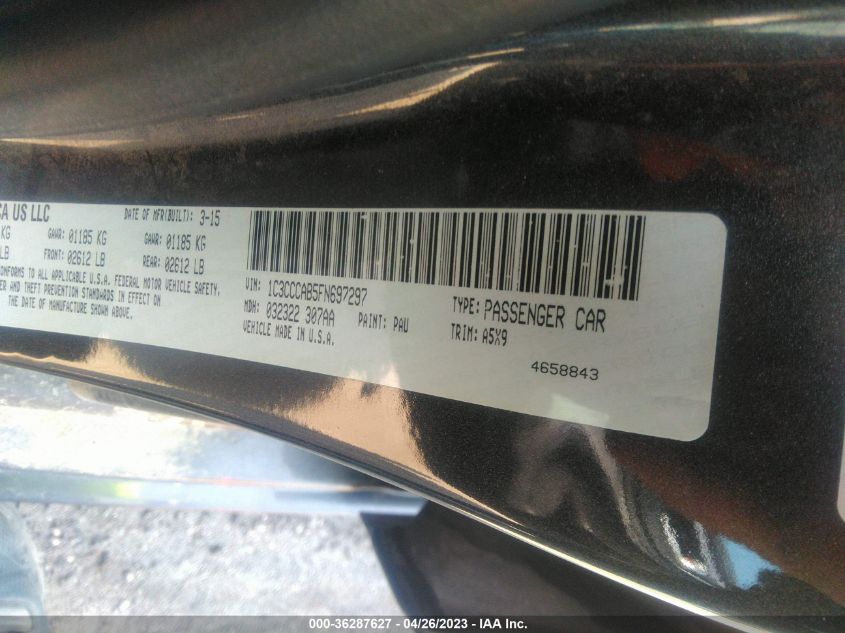 CA US LLC
DATE OF MFR(BUILT): 3-15
KG GAWR: 01185 KG GAWR: 01185 KG
LB FRONT: 02612 LB REAR: 02612 LB
CONFORMS TO ALL APPLICABLE U.S.A. FEDERAL MOTOR VEHICLE SAFETY,
ER AND THEFT PREVENTION STANDARDS IN EFFECT ON
THE DATE OF MANUFACTURE SHOWN ABOVE.
VIN: 1C3CCCAB5FN697297
MDH: 032322 307AA PAINT: PAU
VEHICLE MADE IN U.S.A.
TYPE: PASSENGER CAR
TRIM: A5X9
4658843
000-36287627 - 04/26/2023 - IAA Inc.